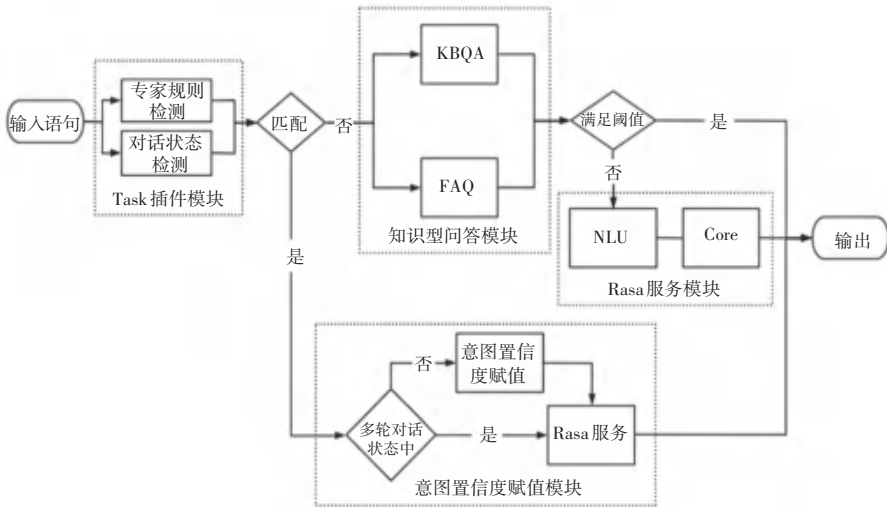 输入语句
专家规则
检测
对话状态
检测
Task插件模块
匹配
否
是
KBQA
FAQ
知识型问答模块
满足阈值
是
否
NLU
Core
Rasa服务模块
输出
多轮对话
状态中
否
是
意图置信
度赋值
Rasa服务
意图置信度赋值模块